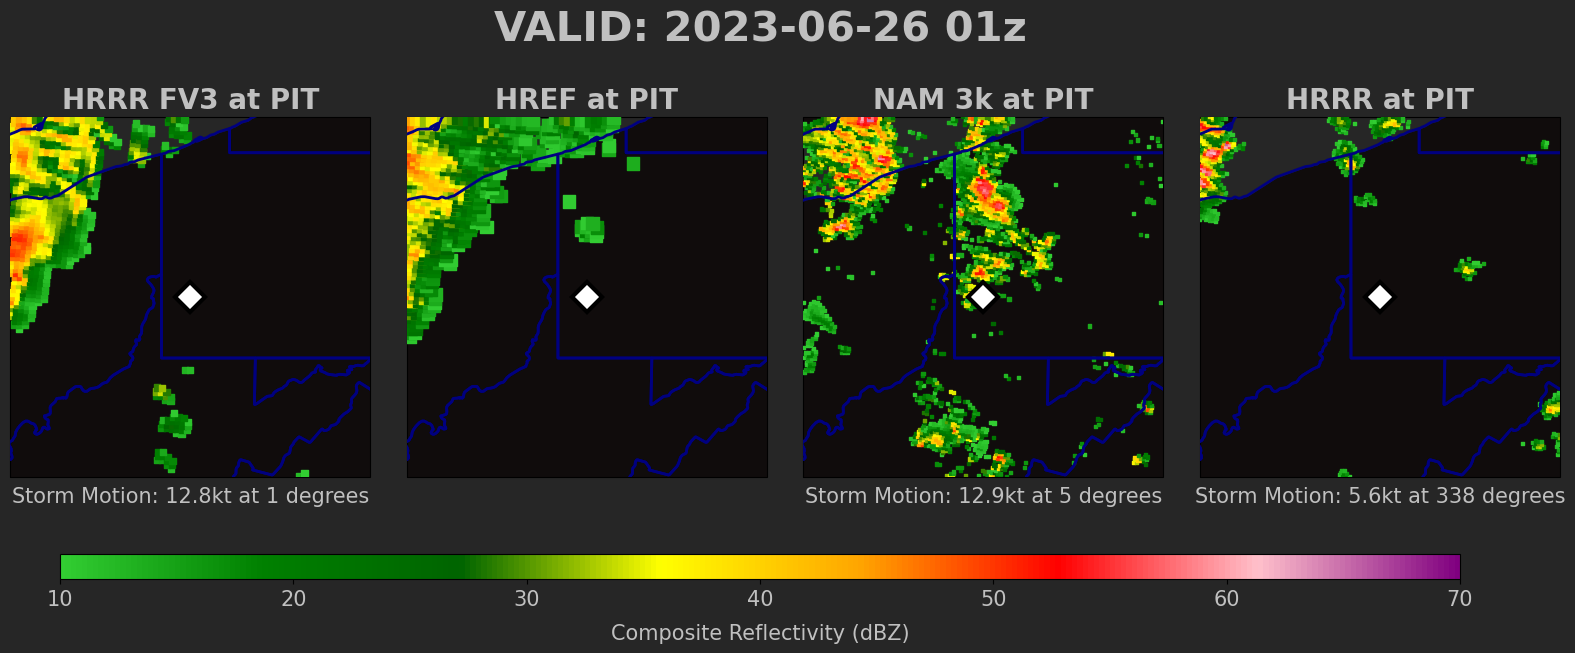 VALID: 2023-06-26 01z
HRRR FV3 at PIT
HREF at PIT
NAM 3k at PIT
HRRR at PIT
Storm Motion: 12.8kt at 1 degrees
Storm Motion: 12.9kt at 5 degrees
Storm Motion: 5.6kt at 338 degrees
10 20 30 40 50 60 70
Composite Reflectivity (dBZ)